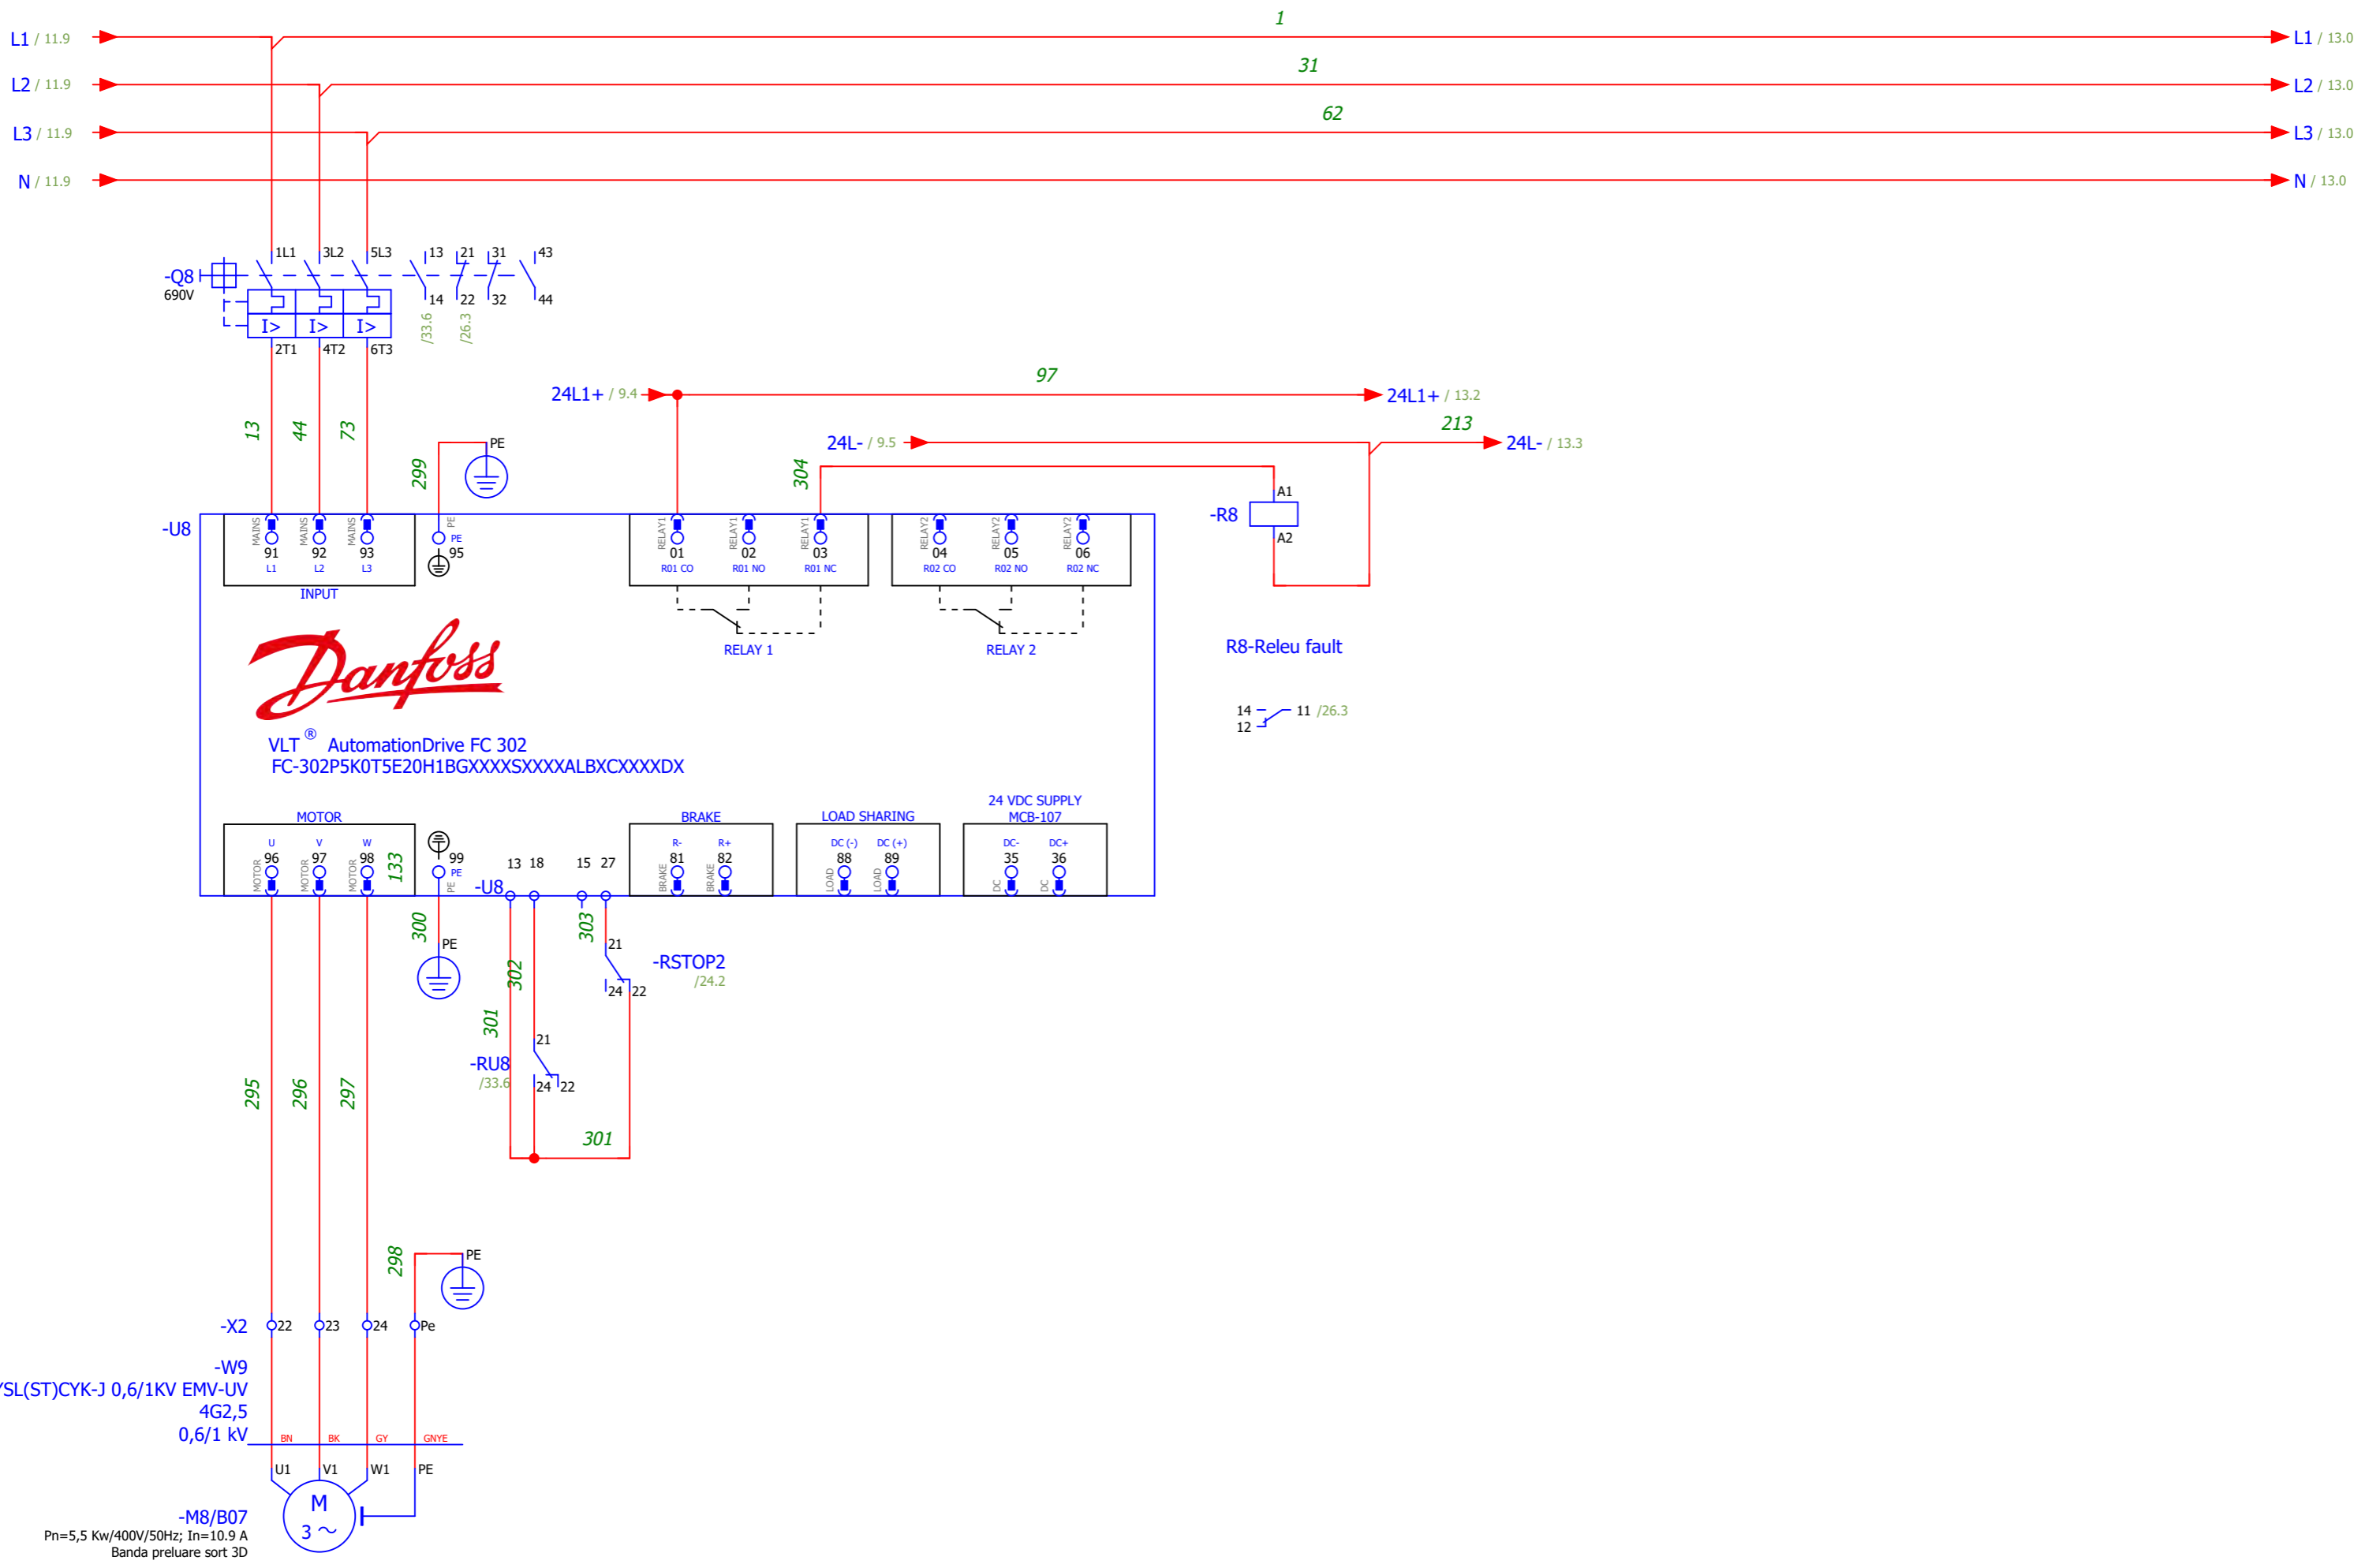 1
L1 / 11.9
L1 / 13.0
31
L2 / 11.9
L2 / 13.0
62
L3 / 11.9
L3 / 13.0
N / 11.9
N / 13.0
1L1 3L2 5L3 13 21 31 43
-Q8
690V
14 22 32 44
I> I> I>
/33.6 /26.3
2T1 4T2 6T3
97
24L1+ / 9.4
24L1+ / 13.2
213
13 44 73
24L- / 9.5
24L- / 13.3
PE
299
304
A1
-R8
A2
-U8
MAINS MAINS MAINS PE RELAY1 RELAY1 RELAY1 RELAY2 RELAY2 RELAY2
PE
91 92 93 95 01 02 03 04 05 06
L1 L2 L3 R01 CO R01 NO R01 NC R02 CO R02 NO R02 NC
INPUT
RELAY 1 RELAY 2
R8-Releu fault
Danfoss
14 11 /26.3
12
VLT ® AutomationDrive FC 302
FC-302P5K0T5E20H1BGXXXXSXXXXALBXCXXXXDX
24 VDC SUPPLY
MOTOR BRAKE LOAD SHARING MCB-107
U V W R- R+ DC (-) DC (+) DC- DC+
96 97 98 133 99 13 18 15 27 81 82 88 89 35 36
PE
MOTOR MOTOR MOTOR PE BRAKE BRAKE LOAD LOAD DC DC
-U8
300
303
PE
21
-RSTOP2
/24.2
302
24 22
301
21
-RU8
/33.6
24 22
295 296 297
301
298
PE
-X2 22 23 24 Pe
-W9
YSL(ST)CYK-J 0,6/1KV EMV-UV
4G2,5
0,6/1 kV
BN BK GY GNYE
U1 V1 W1 PE
M
3 ~
-M8/B07
Pn=5,5 Kw/400V/50Hz; In=10.9 A
Banda preluare sort 3D